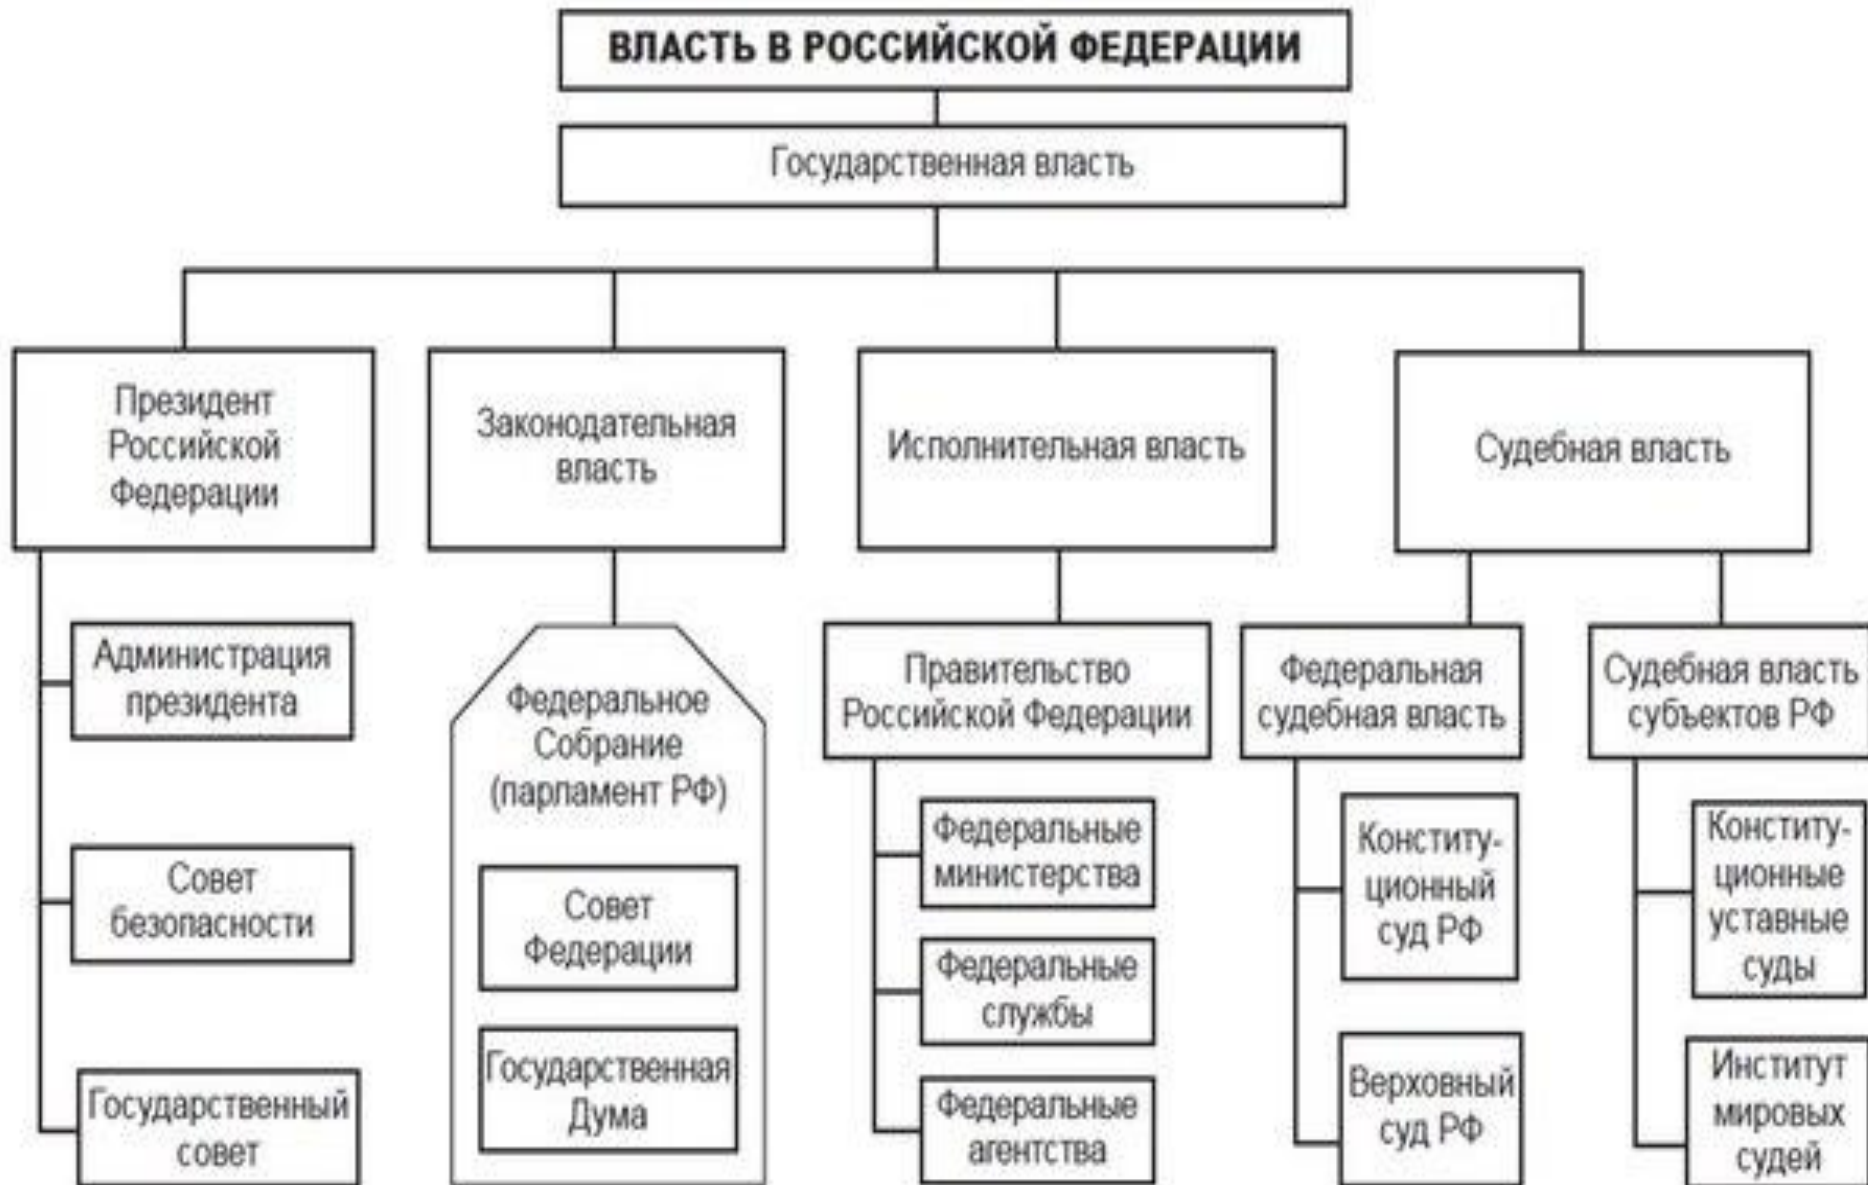 ВЛАСТЬ В РОССИЙСКОЙ ФЕДЕРАЦИИ
Государственная власть
Президент
Российской
Федерации
Законодательная
власть
Исполнительная власть
Судебная власть
Администрация
президента
Совет
безопасности
Государственный
совет
Федеральное
Собрание
(парламент РФ)
Совет
Федерации
Государственная
Дума
Правительство
Российской Федерации
Федеральные
министерства
Федеральные
службы
Федеральные
агентства
Федеральная
судебная власть
Конститу-
ционный
суд РФ
Верховный
суд РФ
Судебная власть
субъектов РФ
Конститу-
ционные
уставные
суды
Институт
мировых
судей